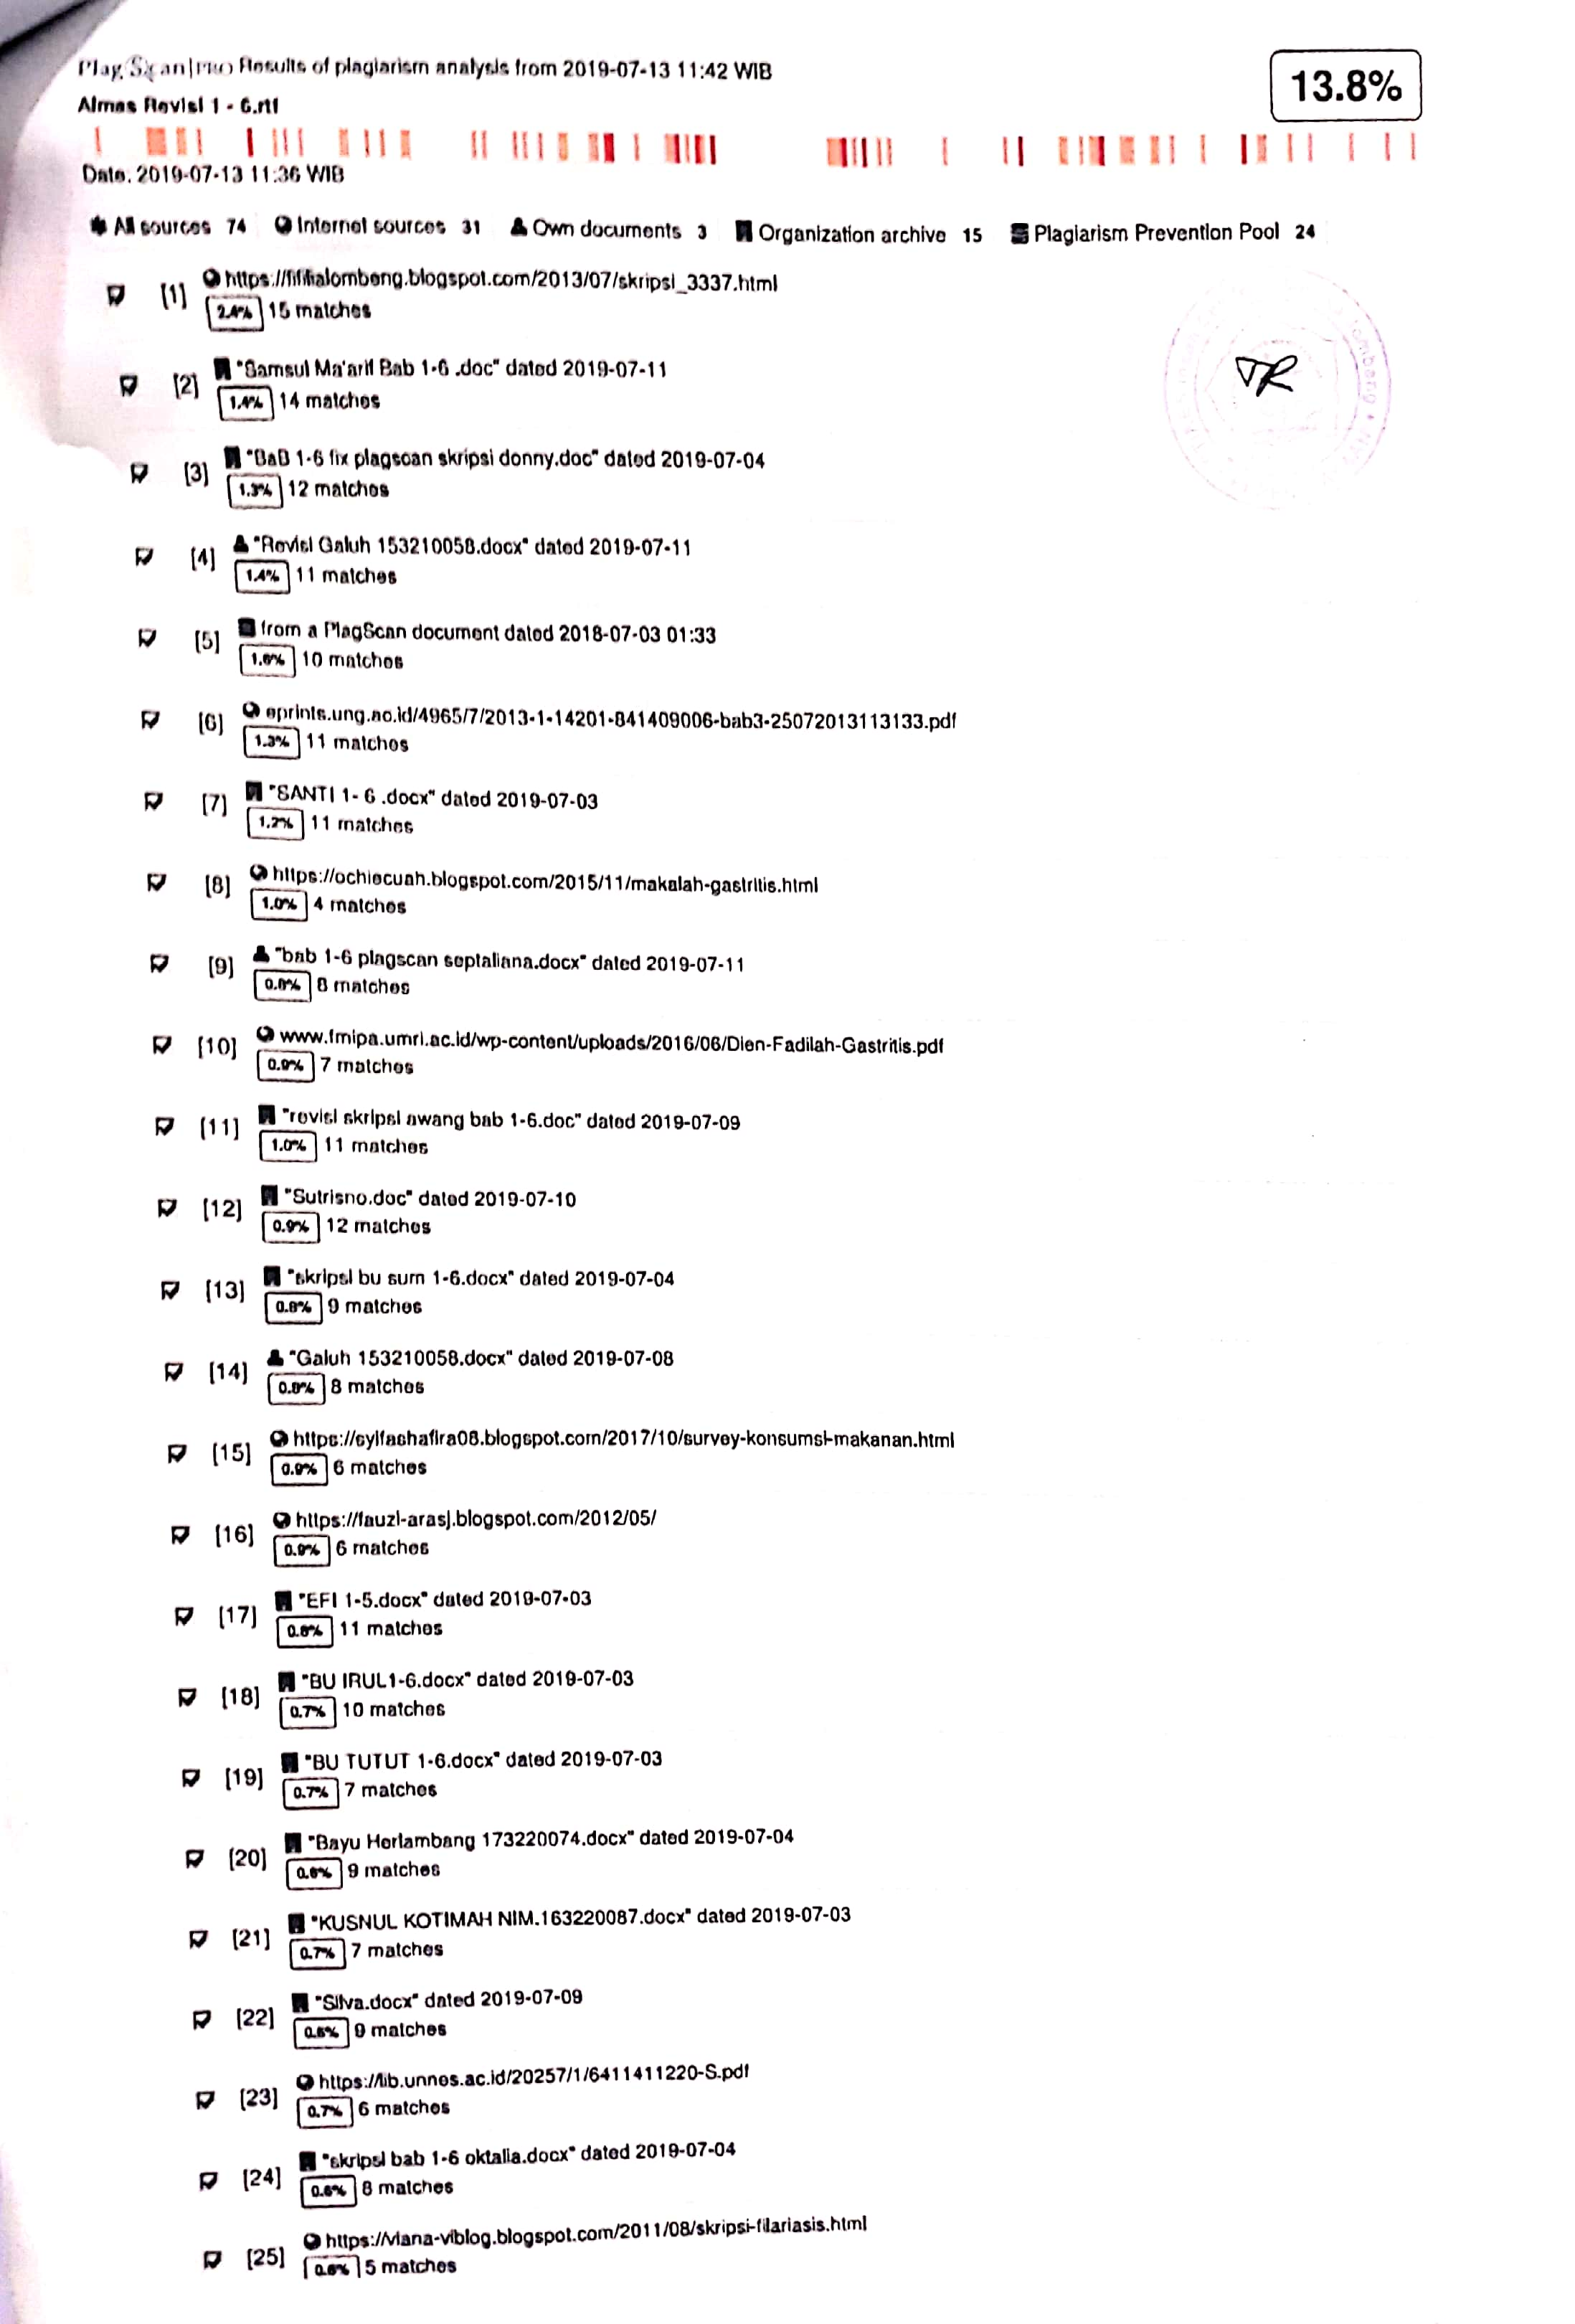 PlagScan|PRO Results of plagiarism analysis from 2019-07-13 11:42 WIB
13.8%
Almas Revisi 1 - 6.rtf
Date. 2019-07-13 11:36 WIB
All sources 74 Internet sources 31 Own documents 3 Organization archive 15 Plagiarism Prevention Pool 24
[1] blogspot.com/2013/07/skripsi_3337.html
2.4% 15 matches
[2] "Samsul Ma'arif Bab 1-6 .doc" dated 2019-07-11
1.4% 14 matches
[3] "BaB 1-6 fix plagscan skripsi donny.doc" dated 2019-07-04
1.3% 12 matches
[4] "Revisi Galuh 153210058.docx" dated 2019-07-11
1.4% 11 matches
[5] from a PlagScan document dated 2018-07-03 01:33
1.6% 10 matches
[6] eprints.ung.ac.id/4965/7/2013-1-14201-841409006-bab3-25072013113133.pdf
1.3% 11 matches
[7] "SANTI 1- 6 .docx" dated 2019-07-03
1.2% 11 matches
[8] https://ochiecuah.blogspot.com/2015/11/makalah-gastritis.html
1.0% 4 matches
[9] "bab 1-6 plagscan septaliana.docx" dated 2019-07-11
8 matches
[10] www.fmipa.umri.ac.id/wp-content/uploads/2016/06/Dien-Fadilah-Gastritis.pdf
0.9% 7 matches
[11] "revisi skripsi awang bab 1-6.doc" dated 2019-07-09
1.0% 11 matches
[12] "Sutrisno.doc" dated 2019-07-10
0.9% 12 matches
[13] "skripsi bu sum 1-6.docx" dated 2019-07-04
0.8% 9 matches
[14] "Galuh 153210058.docx" dated 2019-07-08
0.8% 8 matches
[15] https://sylfashafira08.blogspot.com/2017/10/survey-konsumsi-makanan.html
0.9% 6 matches
[16] https://fauzi-arasj.blogspot.com/2012/05/
0.9% 6 matches
[17] "EFI 1-5.docx" dated 2019-07-03
0.8% 11 matches
[18] "BU IRUL1-6.docx" dated 2019-07-03
0.7% 10 matches
[19] "BU TUTUT 1-6.docx" dated 2019-07-03
0.7% 7 matches
[20] "Bayu Herlambang 173220074.docx" dated 2019-07-04
0.6% 9 matches
[21] "KUSNUL KOTIMAH NIM.163220087.docx" dated 2019-07-03
0.7% 7 matches
[22] "Silva.docx" dated 2019-07-09
9 matches
[23] https://lib.unnes.ac.id/20257/1/6411411220-S.pdf
0.7% 6 matches
[24] "skripsi bab 1-6 oktalia.docx" dated 2019-07-04
0.6% 8 matches
[25] https://viana-viblog.blogspot.com/2011/08/skripsi-filariasis.html
0.6% 5 matches